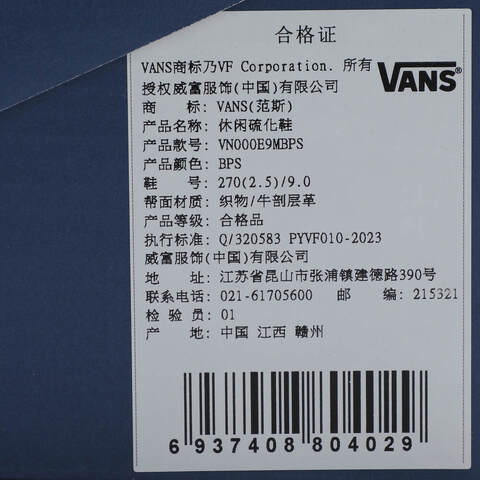 合格证
VANS商标乃VF Corporation. 所有
授权威富服饰(中国)有限公司
VANS®
商 标: VANS(范斯)
产品名称: 休闲硫化鞋
产品款号: VN000E9MBPS
产品颜色: BPS
鞋 号: 270(2.5)/9.0
帮面材质: 织物/牛剖层革
产品等级: 合格品
执行标准: Q/320583 PYVF010-2023
威富服饰(中国)有限公司
地 址: 江苏省昆山市张浦镇建德路390号
联系电话: 021-61705600 邮 编: 215321
检 验 员: 01
产 地: 中国 江西 赣州
6 937408 804029